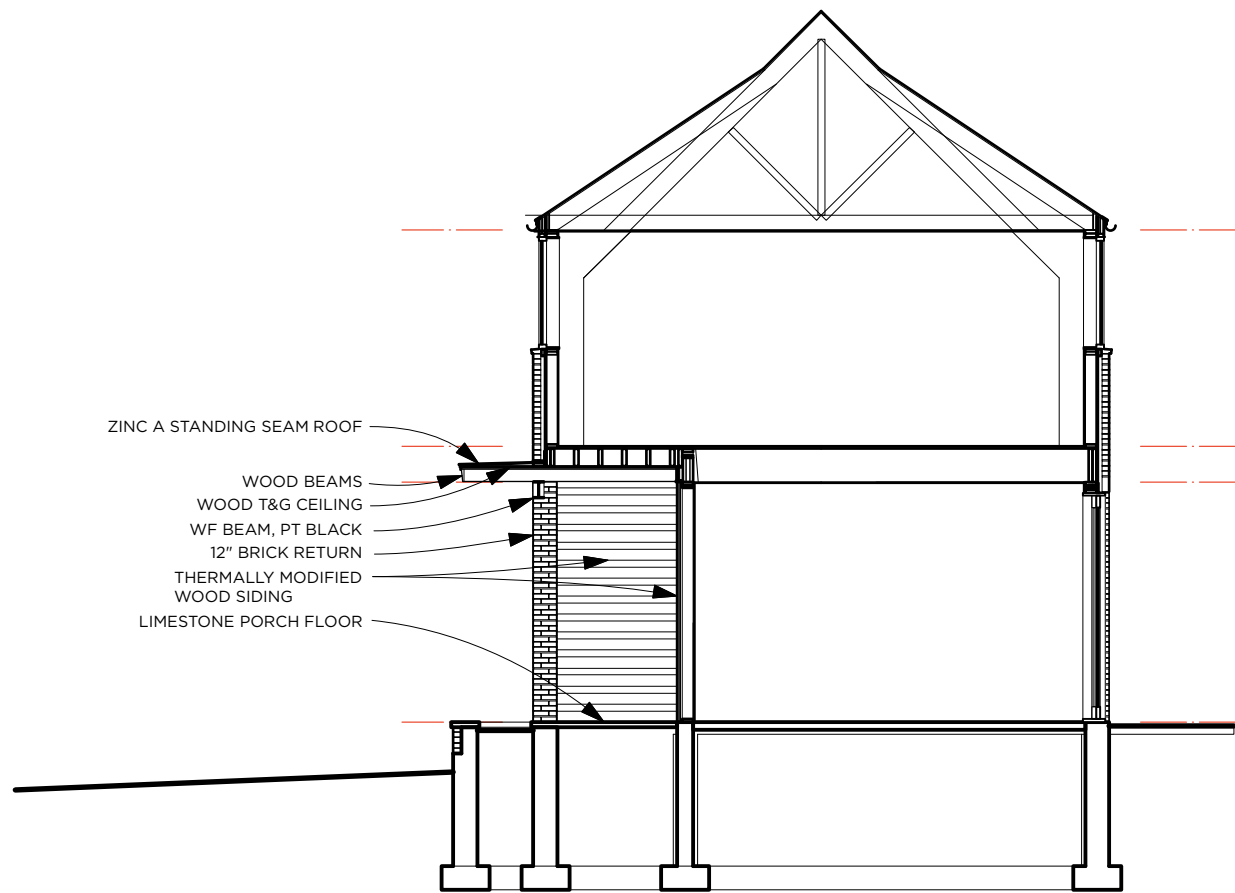 ZINC A STANDING SEAM ROOF
WOOD BEAMS
WOOD T&G CEILING
WF BEAM, PT BLACK
12" BRICK RETURN
THERMALLY MODIFIED
WOOD SIDING
LIMESTONE PORCH FLOOR